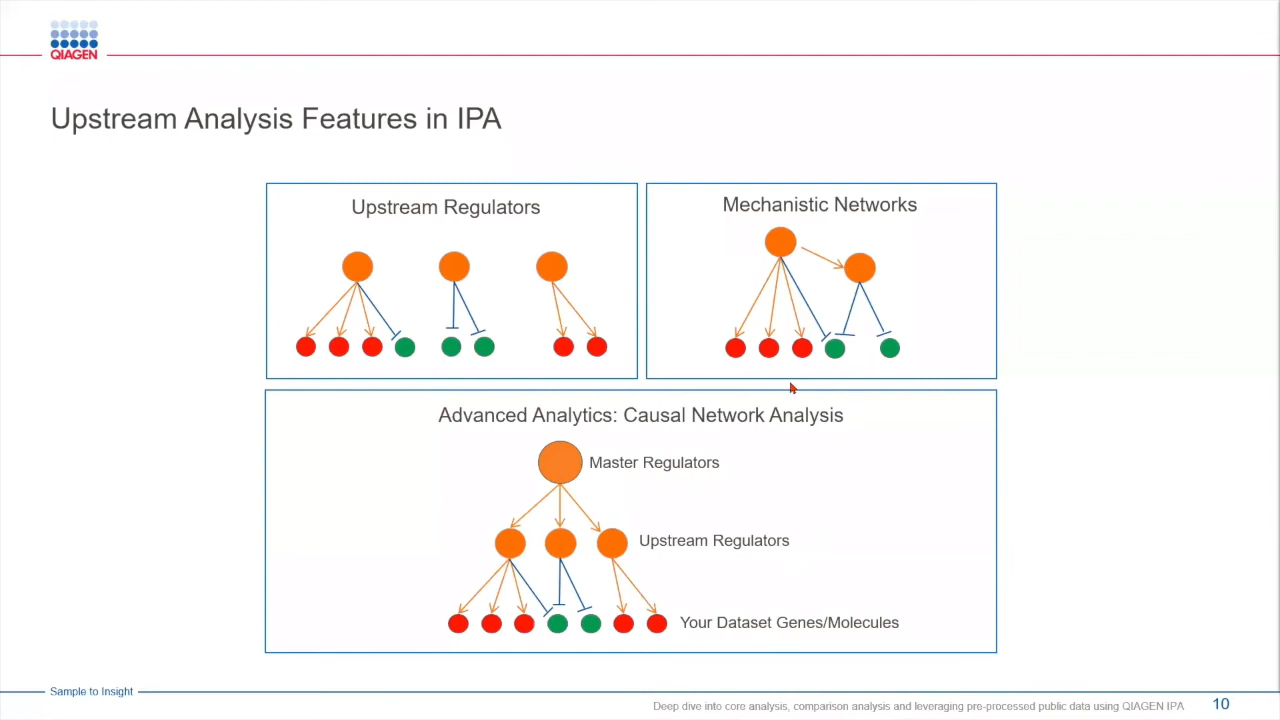 QIAGEN
Upstream Analysis Features in IPA
Upstream Regulators
Mechanistic Networks
Advanced Analytics: Causal Network Analysis
Master Regulators
Upstream Regulators
Your Dataset Genes/Molecules
Sample to Insight
Deep dive into core analysis, comparison analysis and leveraging pre-processed public data using QIAGEN IPA
10